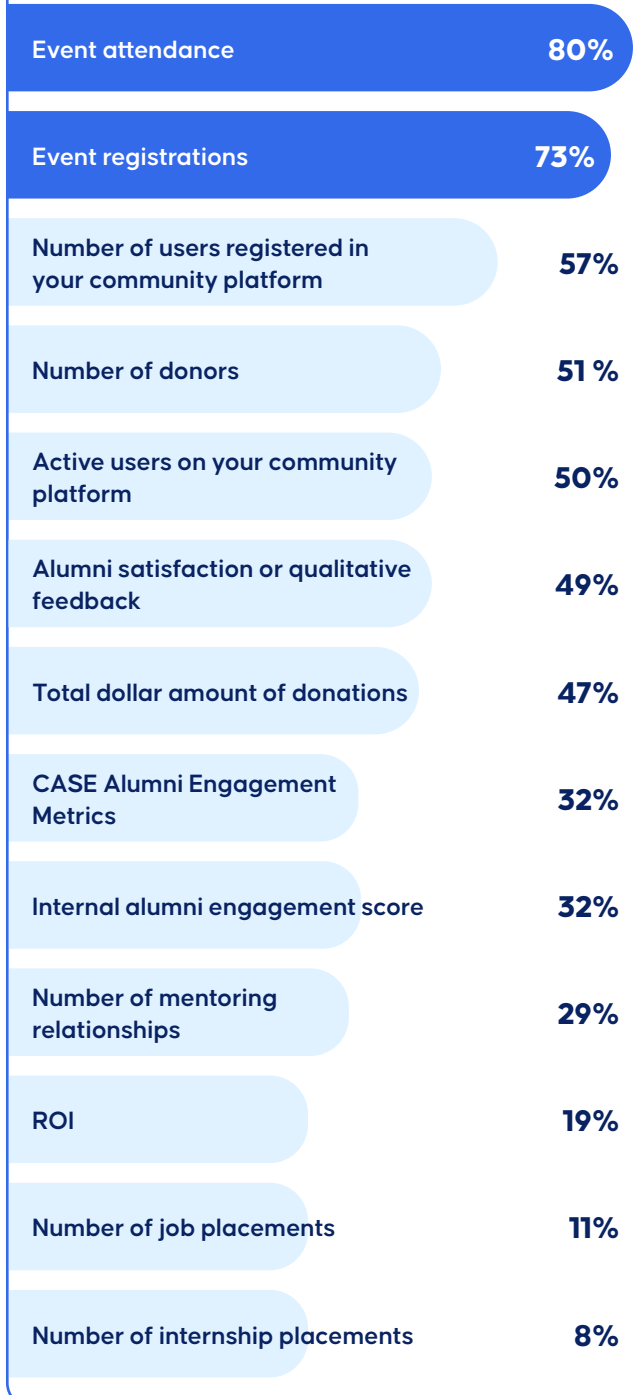 Event attendance 80%
Event registrations 73%
Number of users registered in
your community platform 57%
Number of donors 51 %
Active users on your community
platform 50%
Alumni satisfaction or qualitative
feedback 49%
Total dollar amount of donations 47%
CASE Alumni Engagement
Metrics 32%
Internal alumni engagement score 32%
Number of mentoring
relationships 29%
ROI 19%
Number of job placements 11%
Number of internship placements 8%